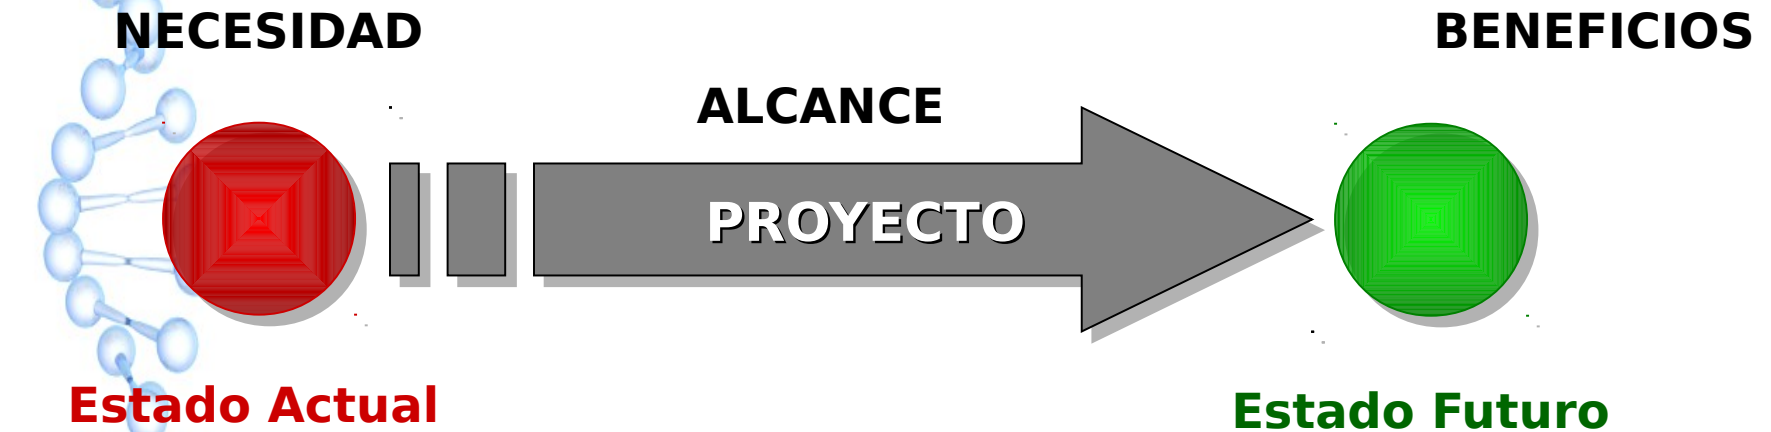 NECESIDAD
BENEFICIOS
ALCANCE
PROYECTO
Estado Actual
Estado Futuro